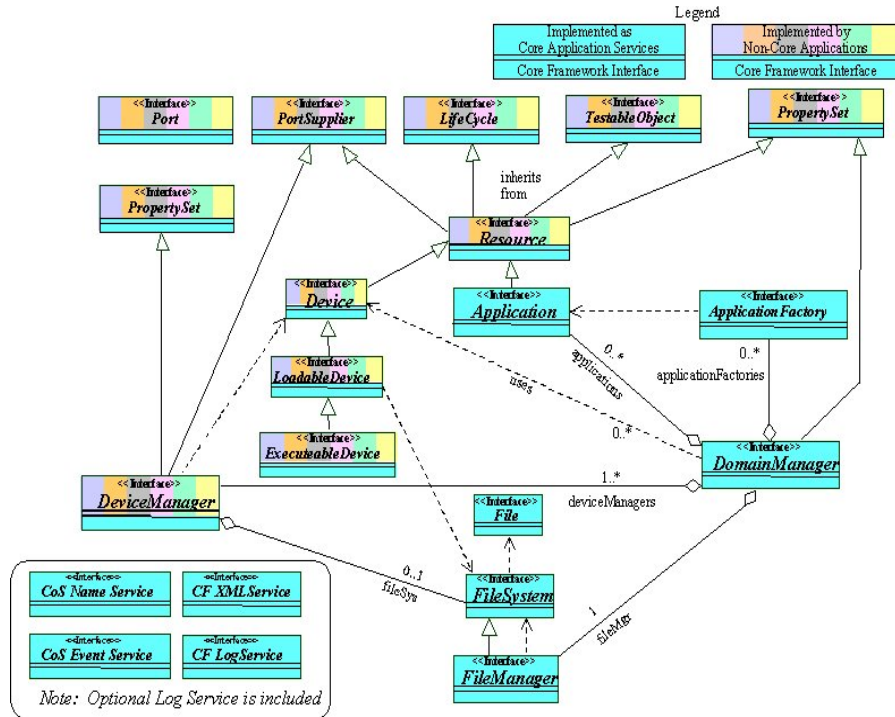 Legend
Implemented as
Core Application Services
Core Framework Interface
Implemented by
Non-Core Applications
Core Framework Interface
<<Interface>>
Port
<<Interface>>
PortSupplier
<<Interface>>
LifeCycle
<<Interface>>
TestableObject
<<Interface>>
PropertySet
inherits
from
<<Interface>>
PropertySet
<<Interface>>
Resource
<<Interface>>
Device
<<Interface>>
Application
<<Interface>>
ApplicationFactory
0..*
applications
0..*
applicationFactories
<<Interface>>
LoadableDevice
uses
0..*
<<Interface>>
ExecuteableDevice
<<Interface>>
DomainManager
<<Interface>>
DeviceManager
1..*
deviceManagers
<<Interface>>
File
0..1
fileSys
<<Interface>>
FileSystem
1
fileMgr
<<Interface>>
FileManager
<<Interface>>
CoS Name Service
<<Interface>>
CF XMLService
<<Interface>>
CoS Event Service
<<Interface>>
CF LogService
Note: Optional Log Service is included